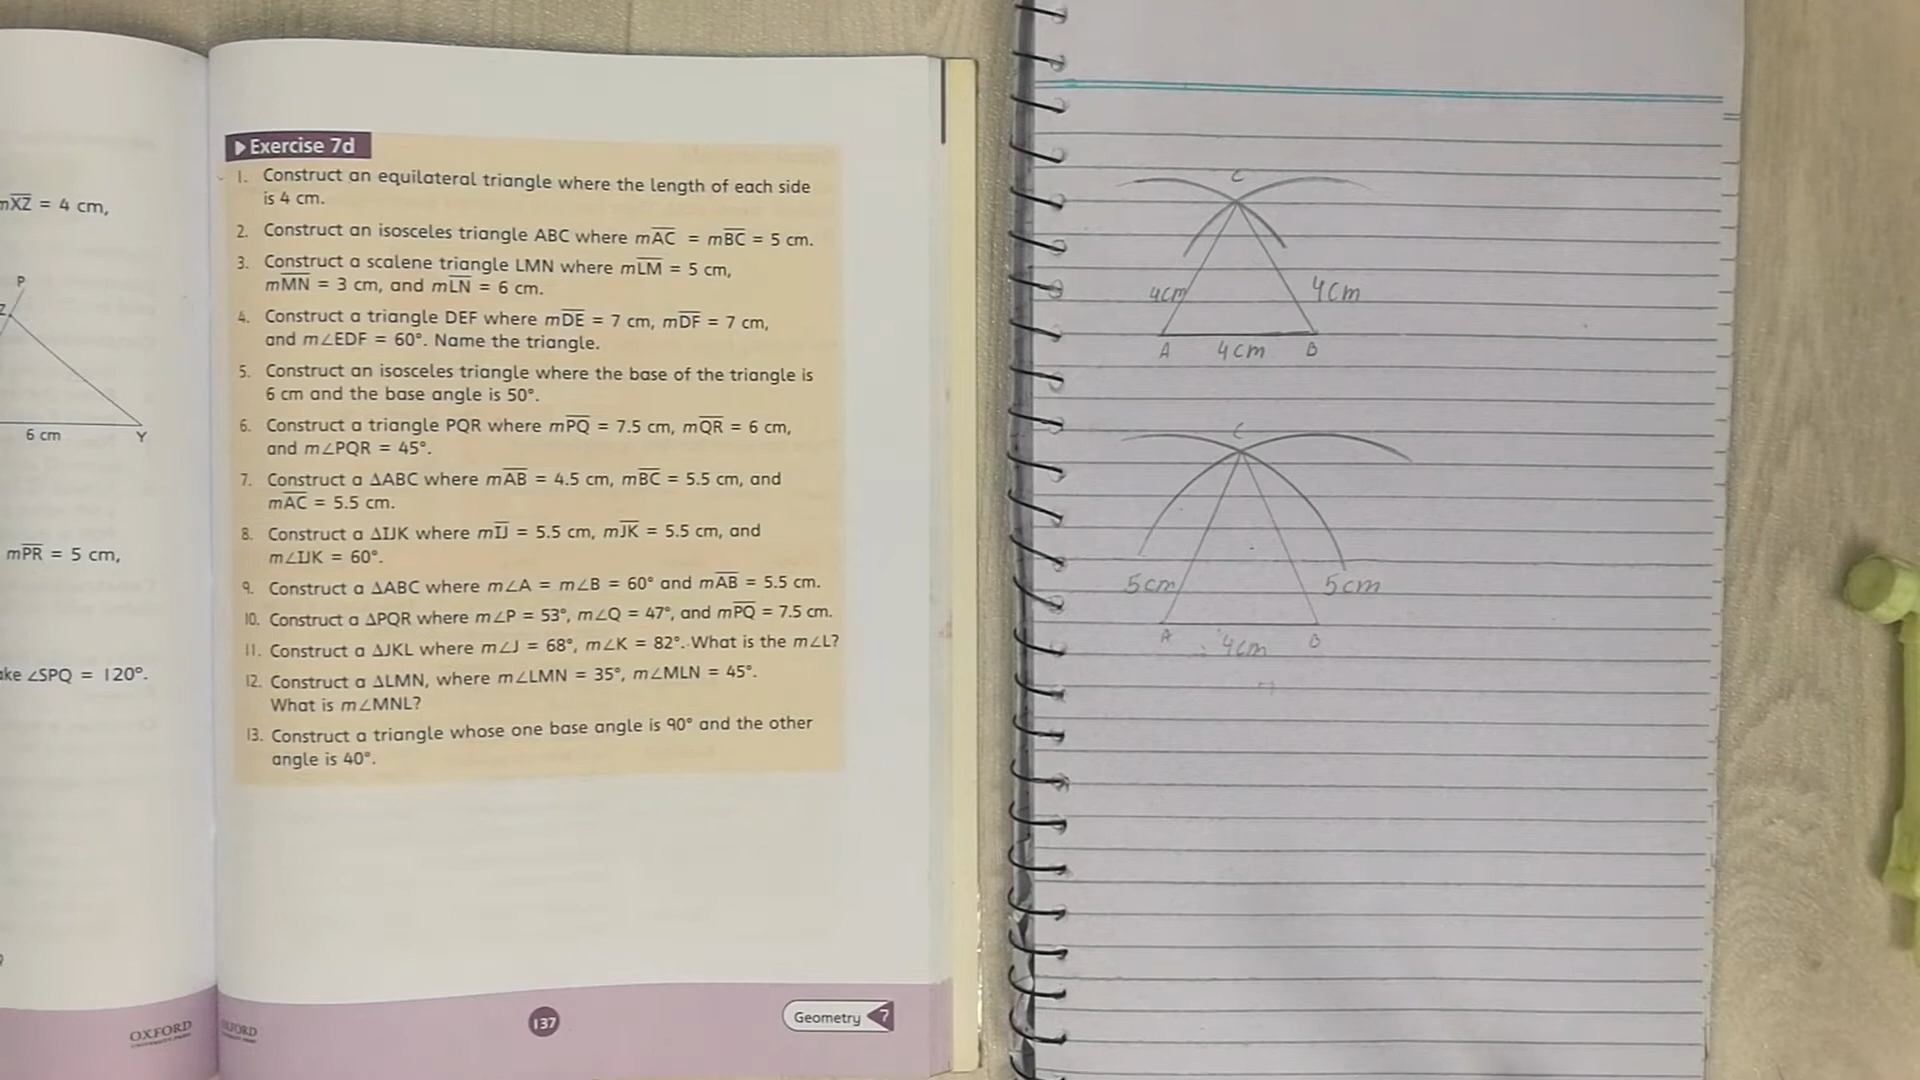 mXZ = 4 cm,
P
Z
6 cm
Y
mPR = 5 cm,
ake ∠SPQ = 120°.
OXFORD
UNIVERSITY PRESS
▶Exercise 7d
1. Construct an equilateral triangle where the length of each side
is 4 cm.
2. Construct an isosceles triangle ABC where mAC = mBC = 5 cm.
3. Construct a scalene triangle LMN where mLM = 5 cm,
mMN = 3 cm, and mLN = 6 cm.
4. Construct a triangle DEF where mDE = 7 cm, mDF = 7 cm,
and m∠EDF = 60°. Name the triangle.
5. Construct an isosceles triangle where the base of the triangle is
6 cm and the base angle is 50°.
6. Construct a triangle PQR where mPQ = 7.5 cm, mQR = 6 cm,
and m∠PQR = 45°.
7. Construct a ΔABC where mAB = 4.5 cm, mBC = 5.5 cm, and
mAC = 5.5 cm.
8. Construct a ΔIJK where mIJ = 5.5 cm, mJK = 5.5 cm, and
m∠IJK = 60°.
9. Construct a ΔABC where m∠A = m∠B = 60° and mAB = 5.5 cm.
10. Construct a ΔPQR where m∠P = 53°, m∠Q = 47°, and mPQ = 7.5 cm.
11. Construct a ΔJKL where m∠J = 68°, m∠K = 82°. What is the m∠L?
12. Construct a ΔLMN, where m∠LMN = 35°, m∠MLN = 45°.
What is m∠MNL?
13. Construct a triangle whose one base angle is 90° and the other
angle is 40°.
137
Geometry 7
C
4cm 4cm
A 4cm B
C
5cm 5cm
A 4cm B